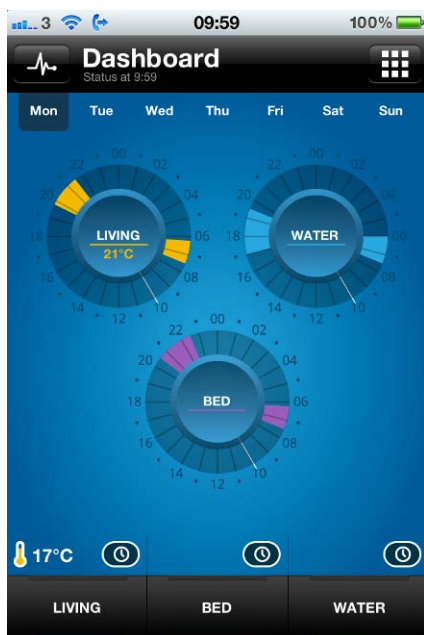 3 09:59 100%
Dashboard
Status at 9:59
Mon Tue Wed Thu Fri Sat Sun
00 02 04 06 08 10 12 14 16 18 20 22
LIVING
21°C
00 02 04 06 08 10 12 14 16 18 20 22
WATER
00 02 04 06 08 10 12 14 16 18 20 22
BED
17°C
LIVING BED WATER